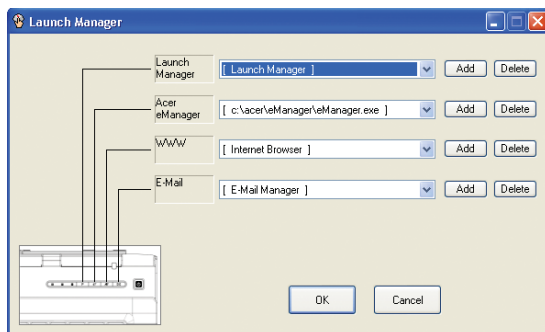 Launch Manager
Launch
Manager
[ Launch Manager ]
Add
Delete
Acer
eManager
[ c:\acer\eManager\eManager.exe ]
Add
Delete
WWW
[ Internet Browser ]
Add
Delete
E-Mail
[ E-Mail Manager ]
Add
Delete
OK
Cancel